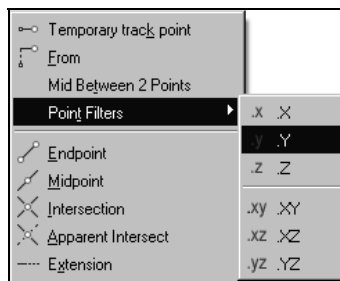 Temporary track point
From
Mid Between 2 Points
Point Filters
Endpoint
Midpoint
Intersection
Apparent Intersect
Extension
.x .X
.y .Y
.z .Z
.xy .XY
.xz .XZ
.yz .YZ